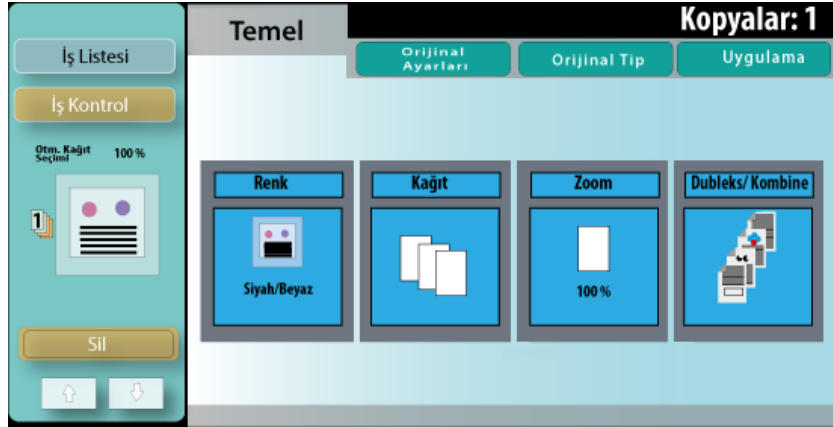 Temel
Kopyalar: 1
Orijinal
Ayarları
Orijinal Tip
Uygulama
İş Listesi
İş Kontrol
Otm. Kağıt
Seçimi
100 %
1
Sil
Renk
Siyah/Beyaz
Kağıt
Zoom
100 %
Dubleks/ Kombine